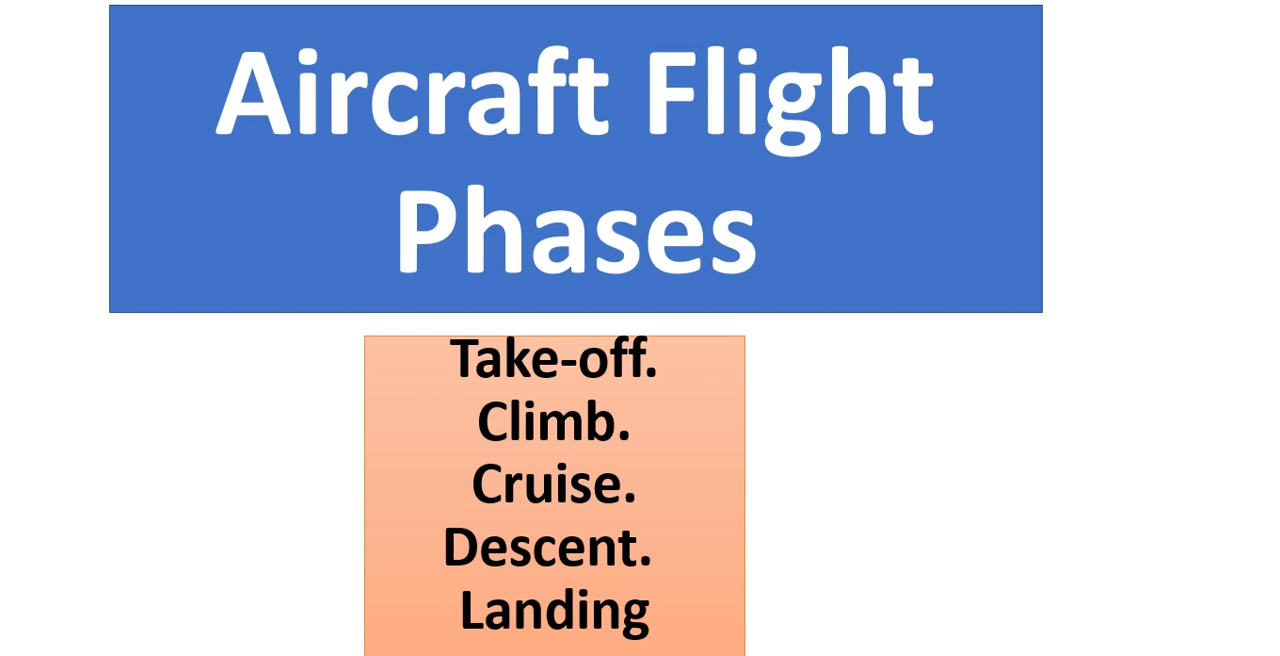 Aircraft Flight
Phases
Take-off.
Climb.
Cruise.
Descent.
Landing